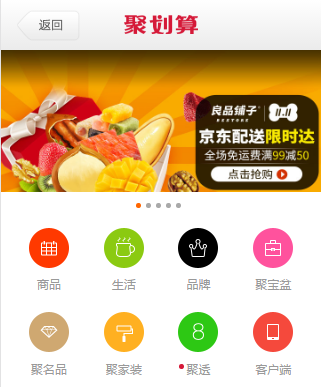 返回
聚划算
良品铺子
BESTORE
11.11
京东配送限时达
全场免运费满99减50
点击抢购
商品
生活
品牌
聚宝盆
聚名品
聚家装
聚透
客户端